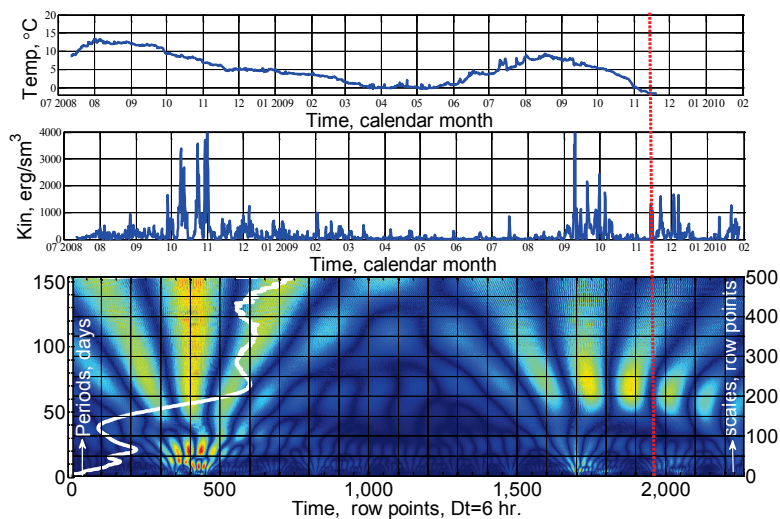 20
15
10
5
0
Temp, °C
07 2008 08 09 10 11 12 01 2009 02 03 04 05 06 07 08 09 10 11 12 01 2010 02
Time, calendar month
4000
3000
2000
1000
0
Kin, erg/sm³
07 2008 08 09 10 11 12 01 2009 02 03 04 05 06 07 08 09 10 11 12 01 2010 02
Time, calendar month
150
100
50
0
Periods, days
500
400
300
200
100
0
scales, row points
0 500 1,000 1,500 2,000
Time, row points, Dt=6 hr.